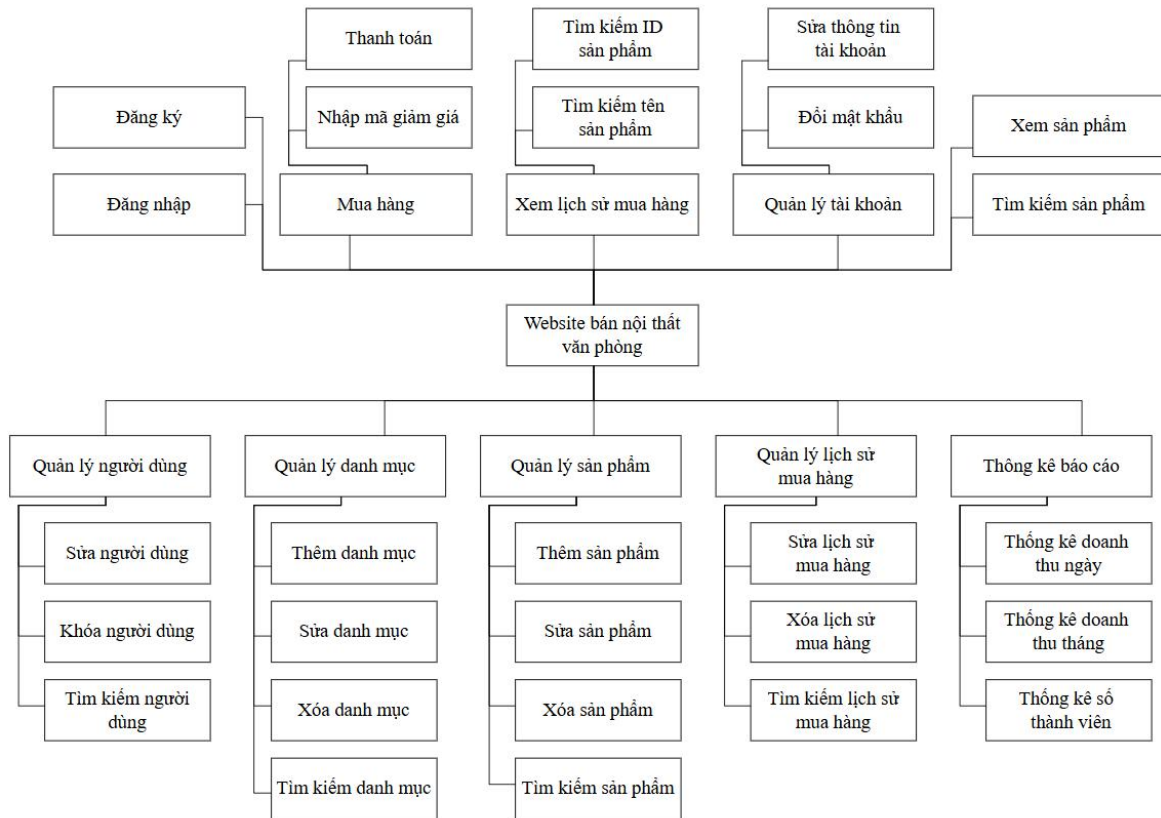 Thanh toán
Tìm kiếm ID
sản phẩm
Sửa thông tin
tài khoản
Đăng ký
Nhập mã giảm giá
Tìm kiếm tên
sản phẩm
Đổi mật khẩu
Xem sản phẩm
Đăng nhập
Mua hàng
Xem lịch sử mua hàng
Quản lý tài khoản
Tìm kiếm sản phẩm
Website bán nội thất
văn phòng
Quản lý người dùng
Quản lý danh mục
Quản lý sản phẩm
Quản lý lịch sử
mua hàng
Thông kê báo cáo
Sửa người dùng
Thêm danh mục
Thêm sản phẩm
Sửa lịch sử
mua hàng
Thống kê doanh
thu ngày
Khóa người dùng
Sửa danh mục
Sửa sản phẩm
Xóa lịch sử
mua hàng
Thống kê doanh
thu tháng
Tìm kiếm người
dùng
Xóa danh mục
Xóa sản phẩm
Tìm kiếm lịch sử
mua hàng
Thống kê số
thành viên
Tìm kiếm danh mục
Tìm kiếm sản phẩm